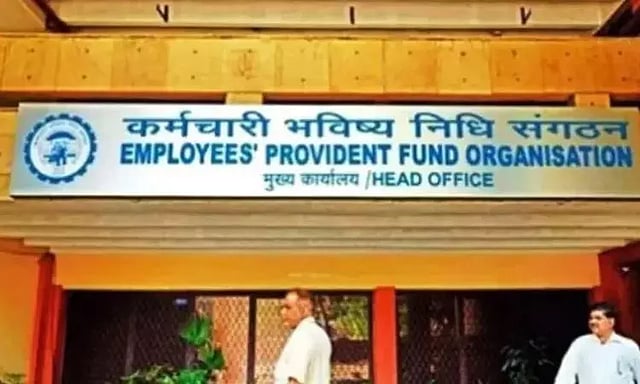 कर्मचारी भविष्य निधि संगठन
EMPLOYEES' PROVIDENT FUND ORGANISATION
मुख्य कार्यालय /HEAD OFFICE